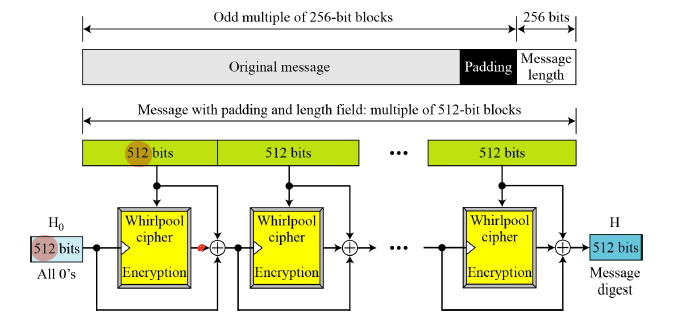 Odd multiple of 256-bit blocks
256 bits
Original message
Padding
Message
length
Message with padding and length field: multiple of 512-bit blocks
512 bits
512 bits
•••
512 bits
H0
512 bits
All 0's
Whirlpool
cipher
Encryption
Whirlpool
cipher
Encryption
•••
Whirlpool
cipher
Encryption
H
512 bits
Message
digest